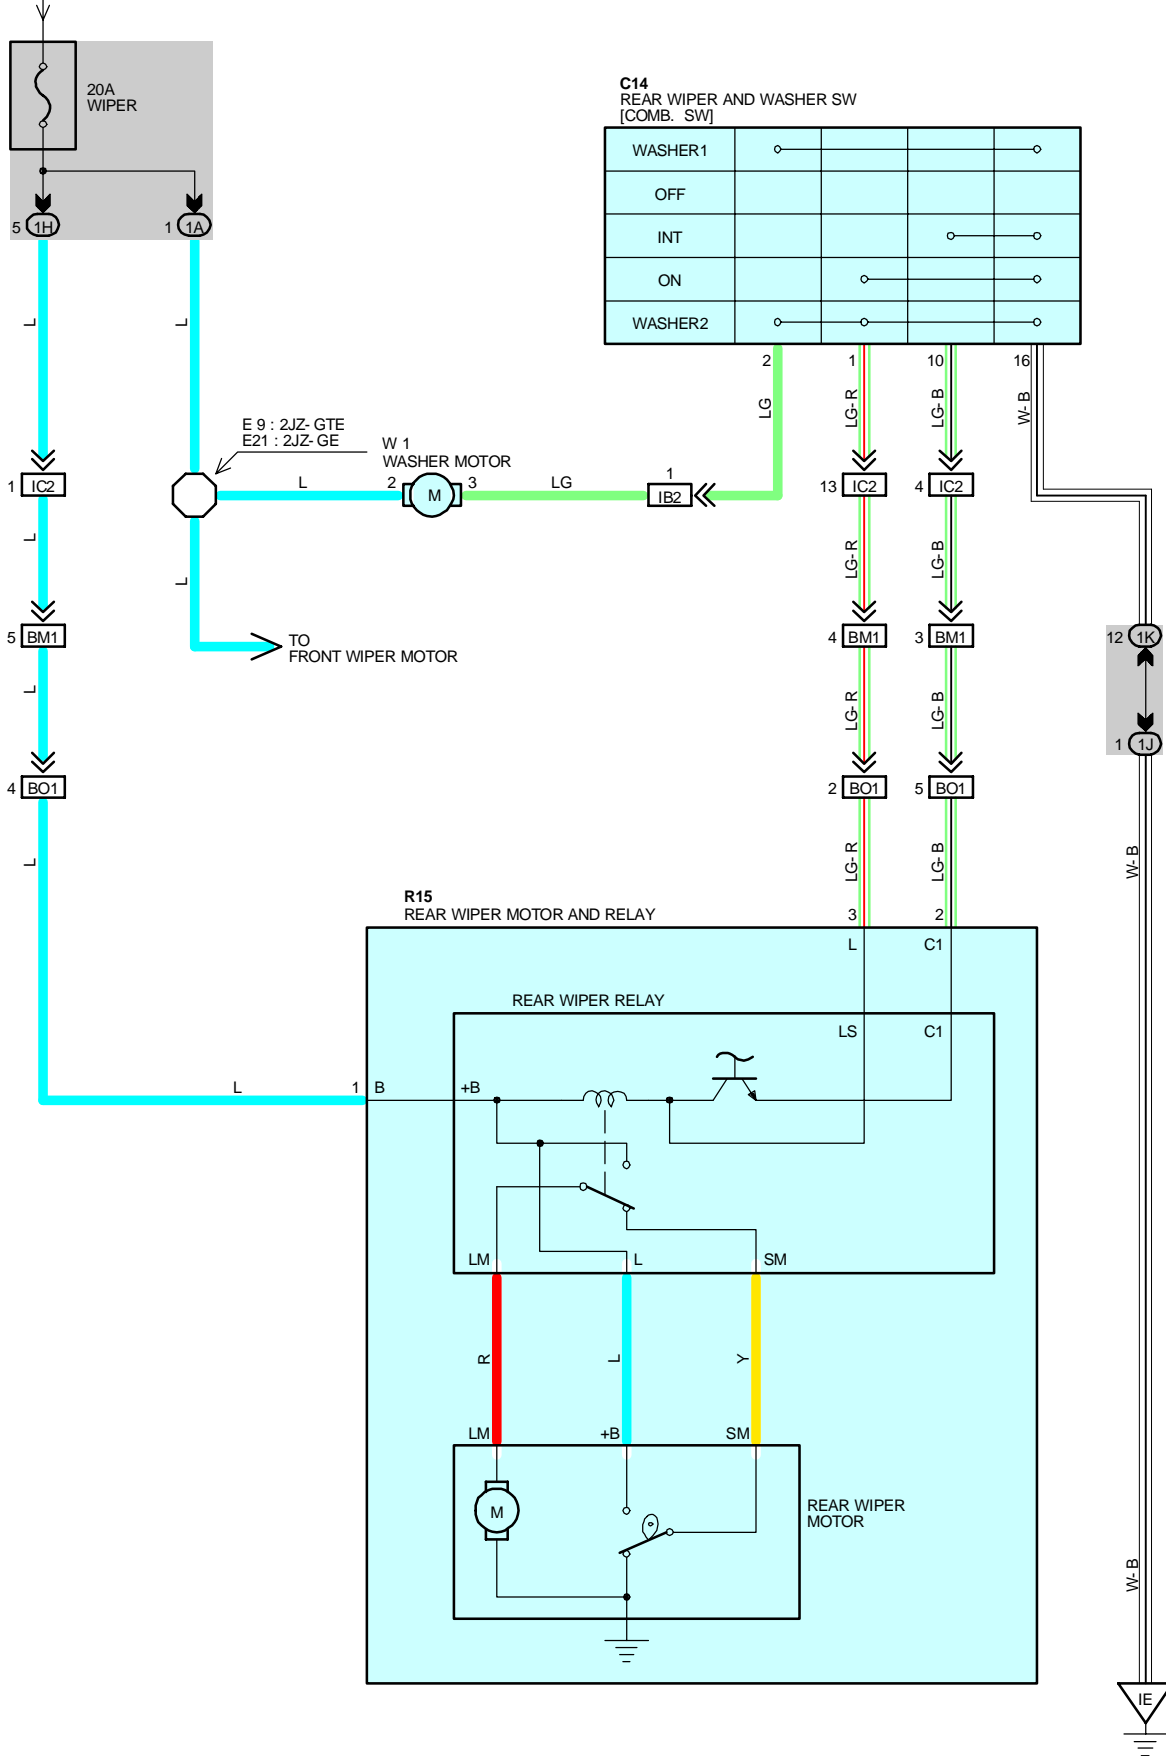 20A
WIPER
5 1H
1 1A
C14
REAR WIPER AND WASHER SW
[COMB. SW]
WASHER1
OFF
INT
ON
WASHER2
2
1
10
16
L
L
LG
LG-R
LG-B
W-B
E 9 : 2JZ-GTE
E21 : 2JZ-GE
W 1
WASHER MOTOR
1 IC2
L
2
M
3
LG
1
IB2
13 IC2
4 IC2
L
L
LG-R
LG-B
5 BM1
TO
FRONT WIPER MOTOR
4 BM1
3 BM1
12 1K
L
LG-R
LG-B
1 1J
4 BO1
2 BO1
5 BO1
L
LG-R
LG-B
W-B
R15
REAR WIPER MOTOR AND RELAY
3
2
L
C1
REAR WIPER RELAY
LS
C1
L
1 B
+B
LM
L
SM
R
L
Y
LM
+B
SM
M
REAR WIPER
MOTOR
W-B
IE